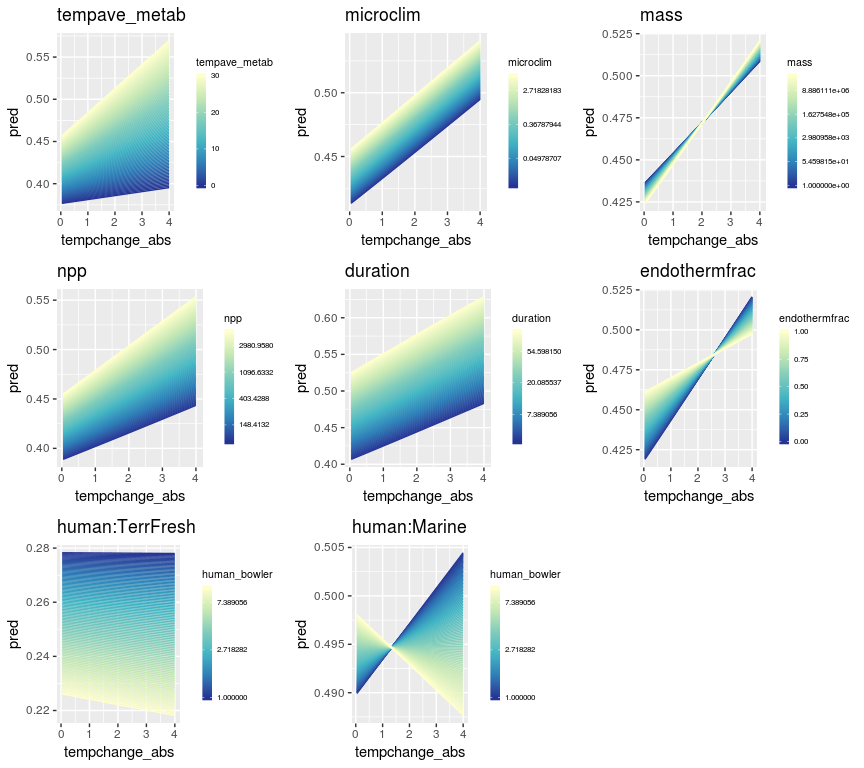 tempave_metab
0.55
0.50
0.45
0.40
pred
0 1 2 3 4
tempchange_abs
tempave_metab
30
20
10
0
microclim
0.50
0.45
pred
0 1 2 3 4
tempchange_abs
microclim
2.71828183
0.36787944
0.04978707
mass
0.525
0.500
0.475
0.450
0.425
pred
0 1 2 3 4
tempchange_abs
mass
8.886111e+06
1.627548e+05
2.980958e+03
5.459815e+01
1.000000e+00
npp
0.55
0.50
0.45
0.40
pred
0 1 2 3 4
tempchange_abs
npp
2980.9580
1096.6332
403.4288
148.4132
duration
0.60
0.55
0.50
0.45
0.40
pred
0 1 2 3 4
tempchange_abs
duration
54.598150
20.085537
7.389056
endothermfrac
0.525
0.500
0.475
0.450
0.425
pred
0 1 2 3 4
tempchange_abs
endothermfrac
1.00
0.75
0.50
0.25
0.00
human:TerrFresh
0.28
0.26
0.24
0.22
pred
0 1 2 3 4
tempchange_abs
human_bowler
7.389056
2.718282
1.000000
human:Marine
0.505
0.500
0.495
0.490
pred
0 1 2 3 4
tempchange_abs
human_bowler
7.389056
2.718282
1.000000